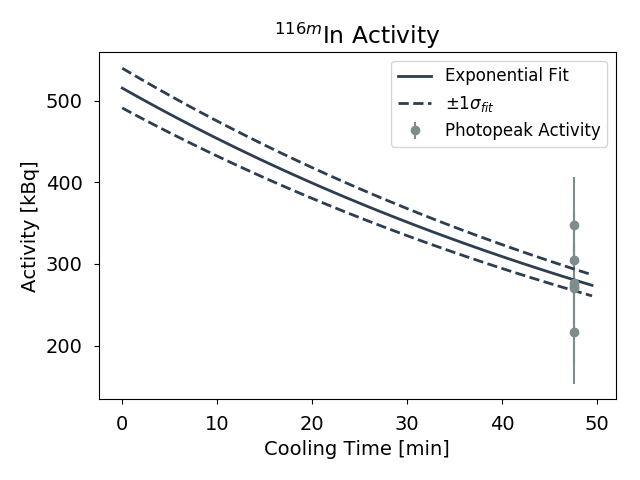 116mIn Activity
Exponential Fit
±1σfit
Photopeak Activity
Activity [kBq]
500
400
300
200
0 10 20 30 40 50
Cooling Time [min]